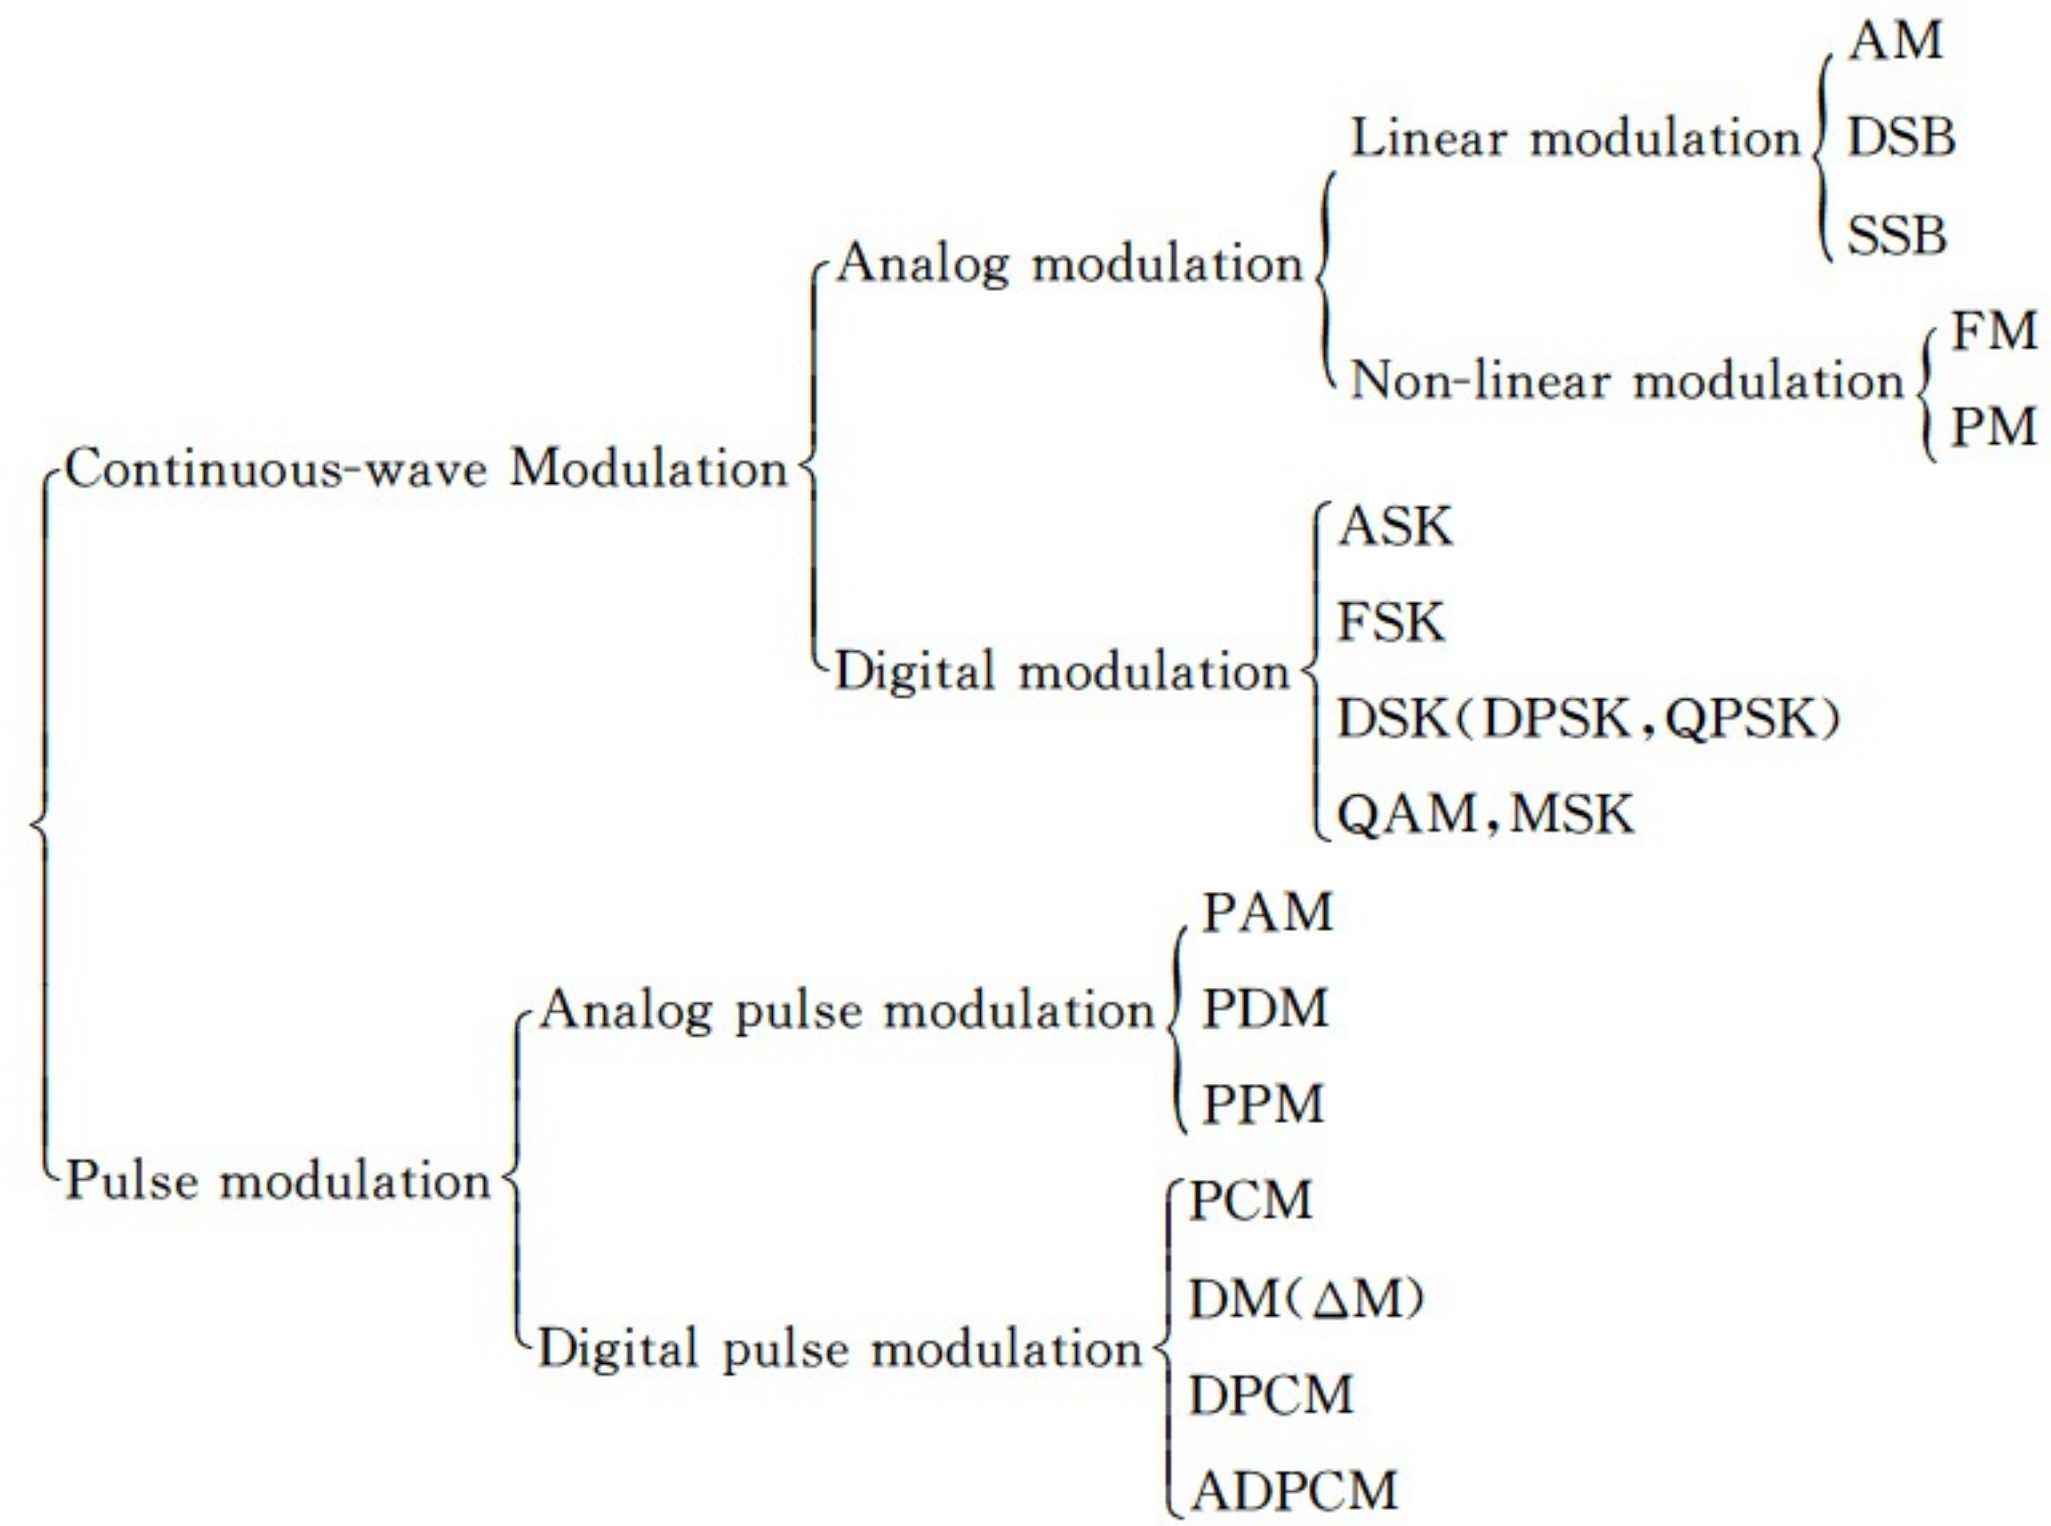 AM
Linear modulation
DSB
SSB
Analog modulation
FM
Non-linear modulation
PM
Continuous-wave Modulation
ASK
FSK
Digital modulation
DSK(DPSK,QPSK)
QAM,MSK
PAM
Analog pulse modulation
PDM
PPM
Pulse modulation
PCM
DM(ΔM)
Digital pulse modulation
DPCM
ADPCM